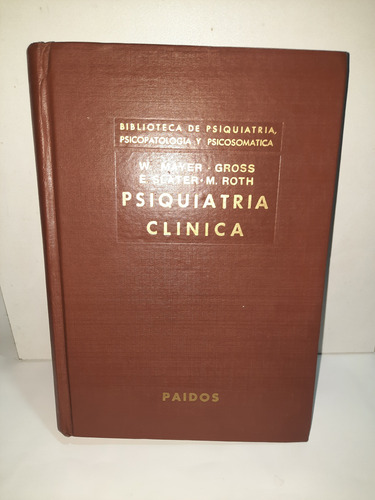 BIBLIOTECA DE PSIQUIATRIA,
PSICOPATOLOGIA Y PSICOSOMATICA
W. MAYER - GROSS
E. SLATER - M. ROTH
PSIQUIATRIA
CLINICA
PAIDOS